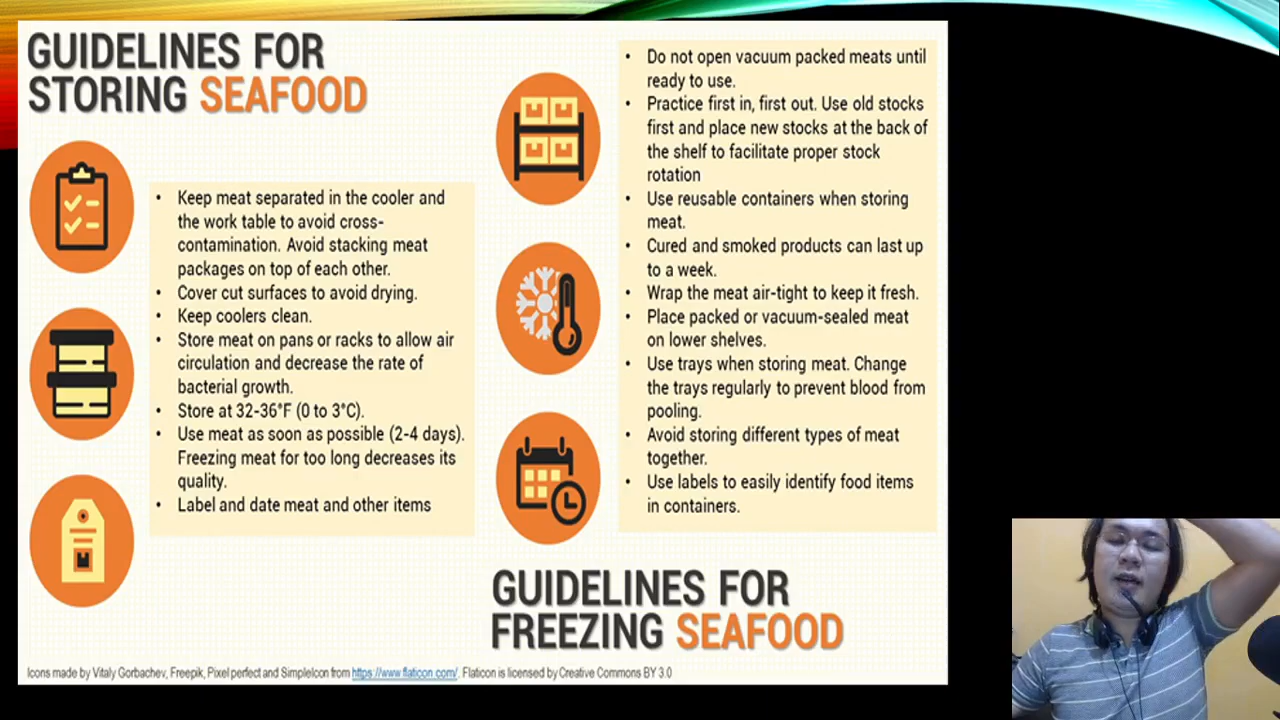 GUIDELINES FOR
STORING SEAFOOD
• Keep meat separated in the cooler and
the work table to avoid cross-
contamination. Avoid stacking meat
packages on top of each other.
• Cover cut surfaces to avoid drying.
• Keep coolers clean.
• Store meat on pans or racks to allow air
circulation and decrease the rate of
bacterial growth.
• Store at 32-36°F (0 to 3°C).
• Use meat as soon as possible (2-4 days).
Freezing meat for too long decreases its
quality.
• Label and date meat and other items
• Do not open vacuum packed meats until
ready to use.
• Practice first in, first out. Use old stocks
first and place new stocks at the back of
the shelf to facilitate proper stock
rotation
• Use reusable containers when storing
meat.
• Cured and smoked products can last up
to a week.
• Wrap the meat air-tight to keep it fresh.
• Place packed or vacuum-sealed meat
on lower shelves.
• Use trays when storing meat. Change
the trays regularly to prevent blood from
pooling.
• Avoid storing different types of meat
together.
• Use labels to easily identify food items
in containers.
GUIDELINES FOR
FREEZING SEAFOOD
Icons made by Vitaly Gorbachev, Freepik, Pixel perfect and SimpleIcon from https://www.flaticon.com/. Flaticon is licensed by Creative Commons BY 3.0